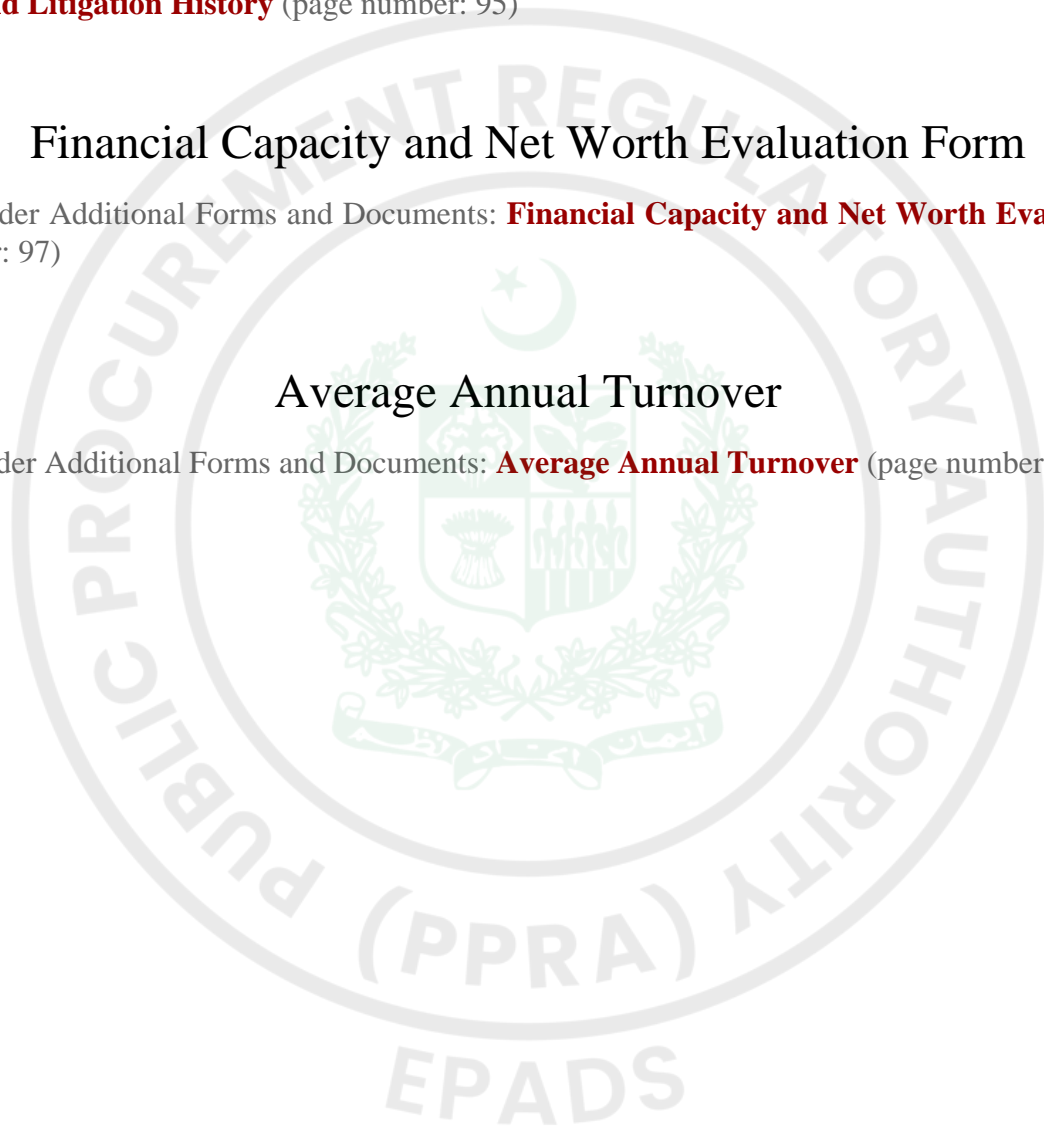 nd Litigation History (page number: 95)
Financial Capacity and Net Worth Evaluation Form
der Additional Forms and Documents: Financial Capacity and Net Worth Eva
: 97)
Average Annual Turnover
der Additional Forms and Documents: Average Annual Turnover (page number
PUBLIC PROCUREMENT REGULATORY AUTHORITY
(PPRA)
EPADS